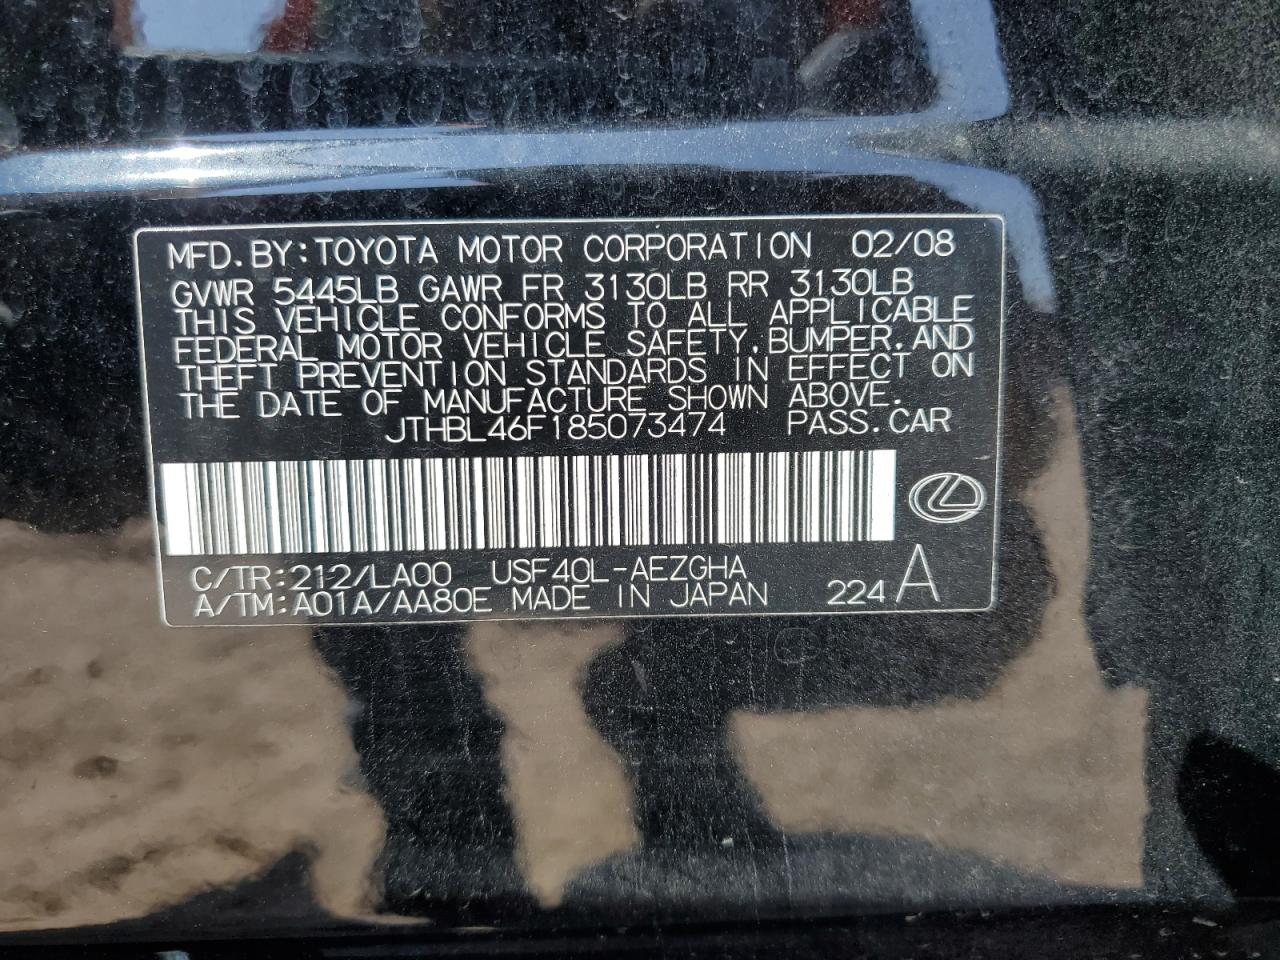 MFD.BY:TOYOTA MOTOR CORPORATION 02/08
GVWR 5445LB GAWR FR 3130LB RR 3130LB
THIS VEHICLE CONFORMS TO ALL APPLICABLE
FEDERAL MOTOR VEHICLE SAFETY,BUMPER,AND
THEFT PREVENTION STANDARDS IN EFFECT ON
THE DATE OF MANUFACTURE SHOWN ABOVE.
JTHBL46F185073474 PASS.CAR
C/TR:212/LA00 USF40L-AEZGHA
A/TM:A01A/AA80E MADE IN JAPAN 224 A